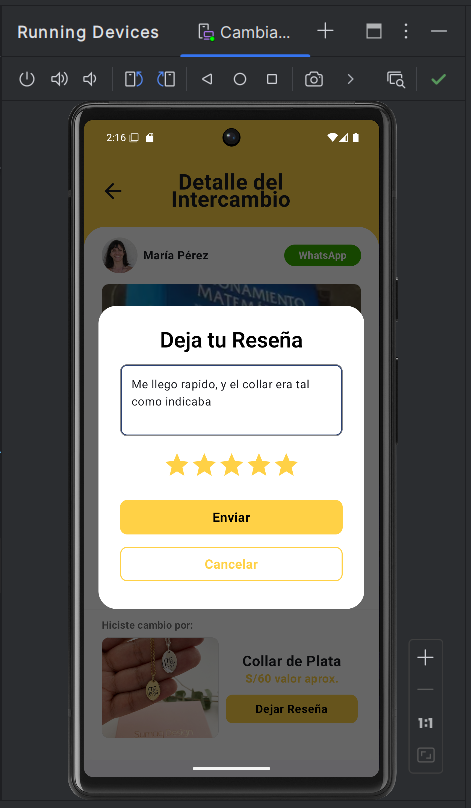 Running Devices
Cambia...
2:16
Detalle del
Intercambio
María Pérez
WhatsApp
MATEM
Deja tu Reseña
Me llego rapido, y el collar era tal
como indicaba
Enviar
Cancelar
Hiciste cambio por:
Collar de Plata
S/60 valor aprox.
Dejar Reseña
1:1